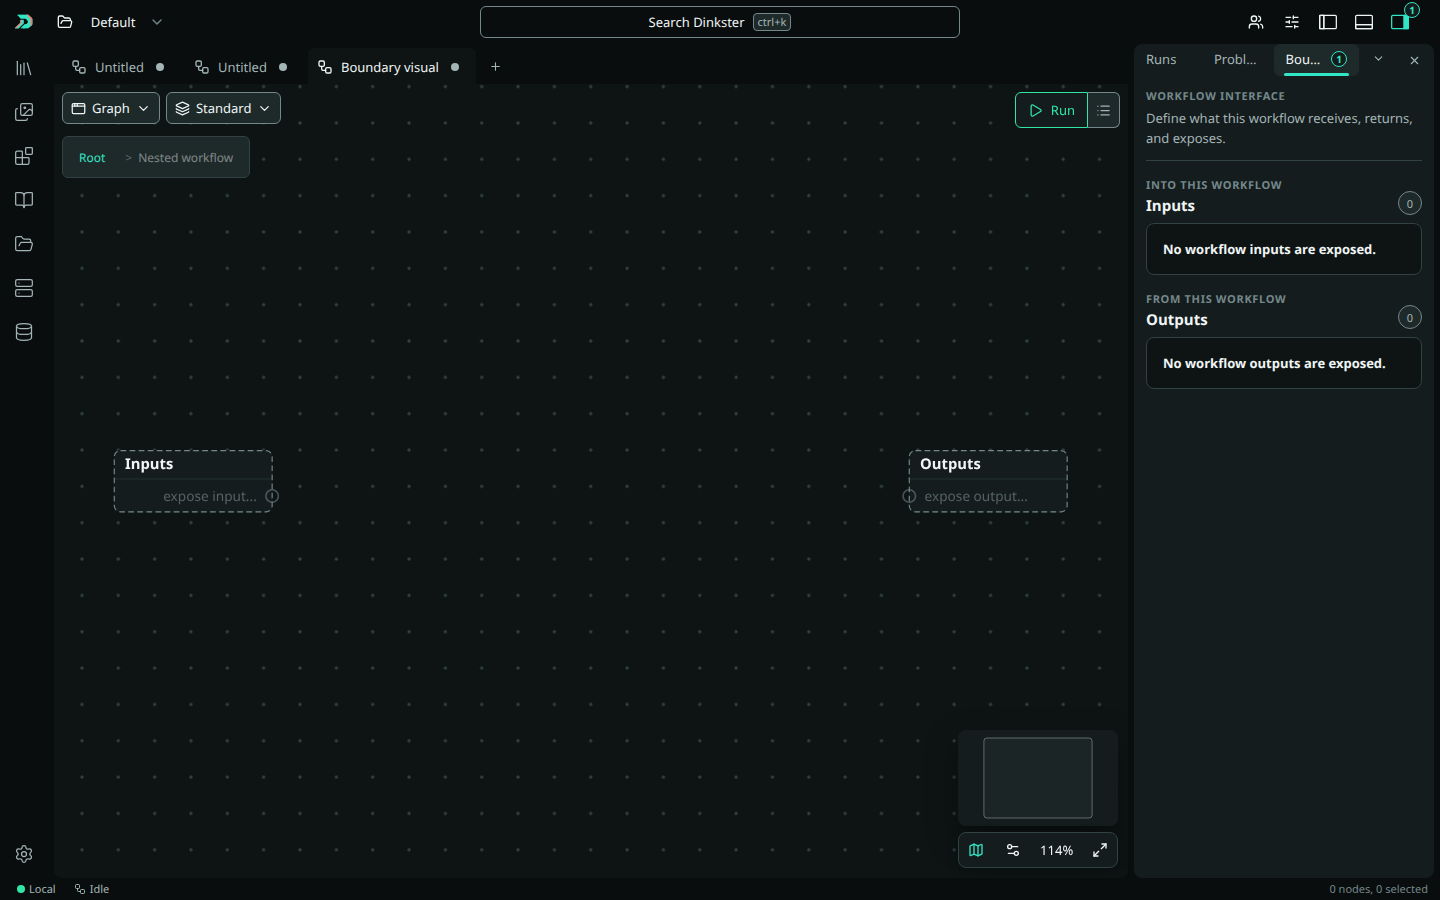 Default
Search Dinkster ctrl+k
1
Untitled
Untitled
Boundary visual
Runs
Probl...
Bou... 1
Graph
Standard
Run
Root > Nested workflow
WORKFLOW INTERFACE
Define what this workflow receives, returns,
and exposes.
INTO THIS WORKFLOW
Inputs
0
No workflow inputs are exposed.
FROM THIS WORKFLOW
Outputs
0
No workflow outputs are exposed.
Inputs
expose input...
Outputs
expose output...
114%
Local
Idle
0 nodes, 0 selected